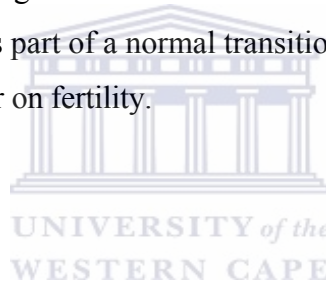 s part of a normal transitio
r on fertility.
UNIVERSITY of the
WESTERN CAPE